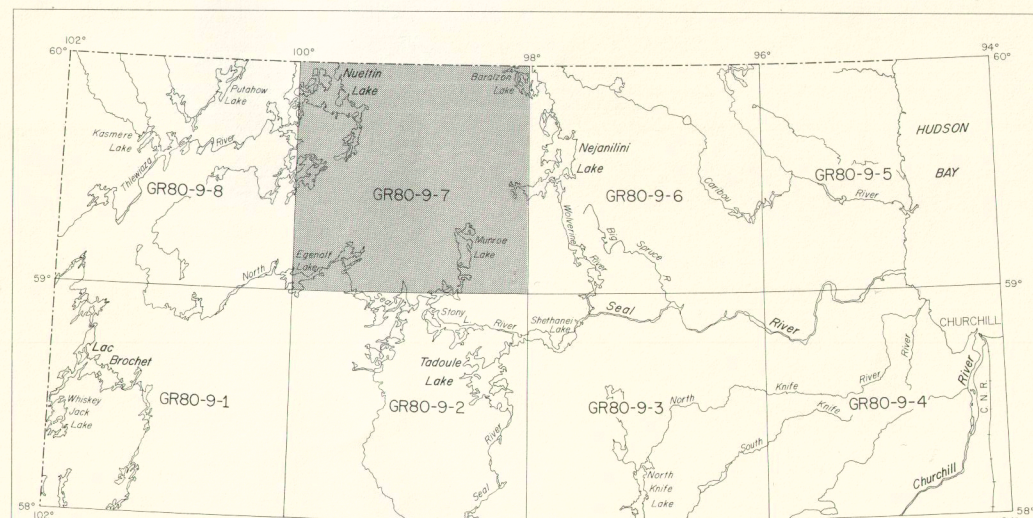 102°
60°
100°
98°
96°
94°
60°
Nueltin
Lake
Baralzon
Lake
Putahow
Lake
Kasmere
Lake
River
Thlewiaza
GR80-9-8
GR80-9-7
Nejanilini
Lake
GR80-9-6
GR80-9-5
HUDSON
BAY
Caribou
River
Wolverine
River
Big
Spruce
R.
Munroe
Lake
Egenolf
Lake
North
59°
59°
Seal
Stony
L.
River
Shethanei
Lake
Seal
River
CHURCHILL
Lac
Brochet
Whiskey
Jack
Lake
GR80-9-1
Tadoule
Lake
GR80-9-2
River
Seal
GR80-9-3
North
Knife
River
River
Knife
South
GR80-9-4
North
Knife
Lake
River
C.N.R.
Churchill
58°
102°
100°
98°
96°
94°
58°